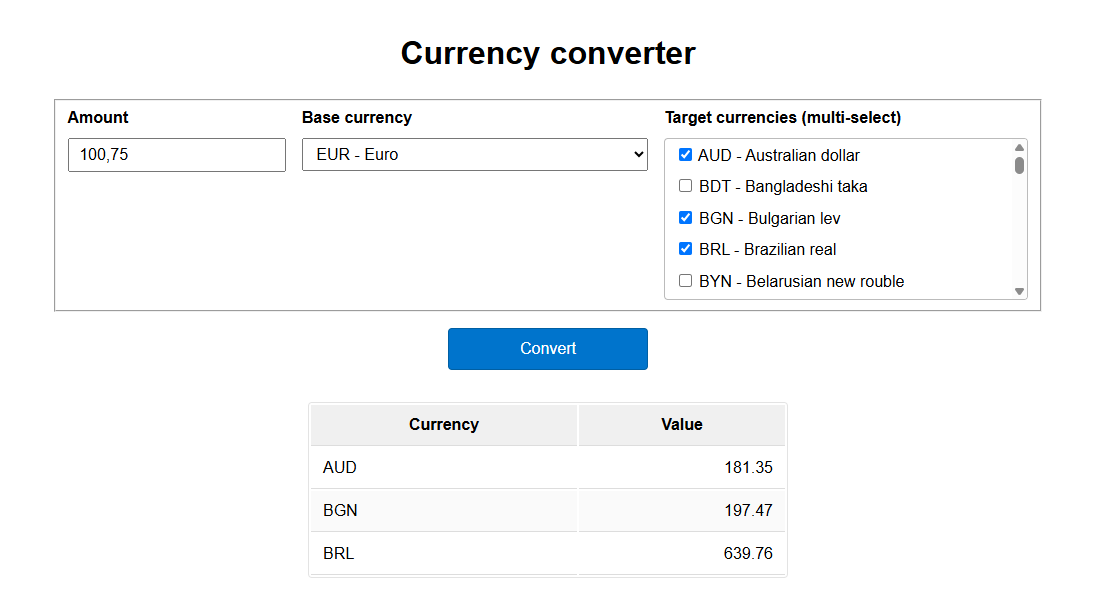 Currency converter
Amount
Base currency
Target currencies (multi-select)
100,75
EUR - Euro
AUD - Australian dollar
BDT - Bangladeshi taka
BGN - Bulgarian lev
BRL - Brazilian real
BYN - Belarusian new rouble
Convert
Currency Value
AUD 181.35
BGN 197.47
BRL 639.76